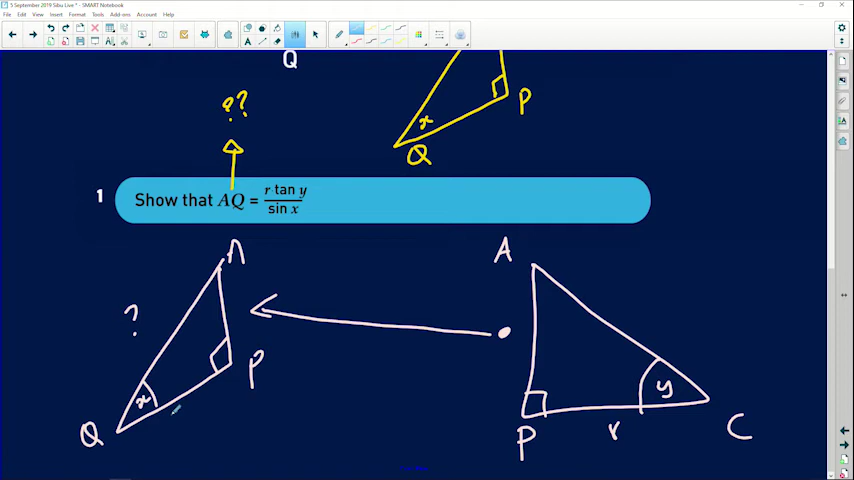 5 September 2019 Sibu Live* - SMART Notebook
File Edit View Insert Format Tools Add-ons Account Help
Q
??
P
x
Q
1 Show that AQ = r·tan y / sin x
A
A
?
P
x
y
Q
P
r
C